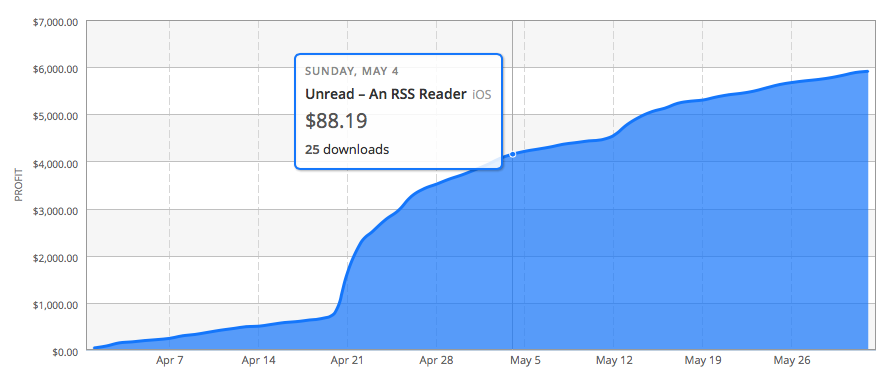 $7,000.00
$6,000.00
$5,000.00
$4,000.00
$3,000.00
$2,000.00
$1,000.00
$0.00
PROFIT
SUNDAY, MAY 4
Unread – An RSS Reader iOS
$88.19
25 downloads
Apr 7 Apr 14 Apr 21 Apr 28 May 5 May 12 May 19 May 26